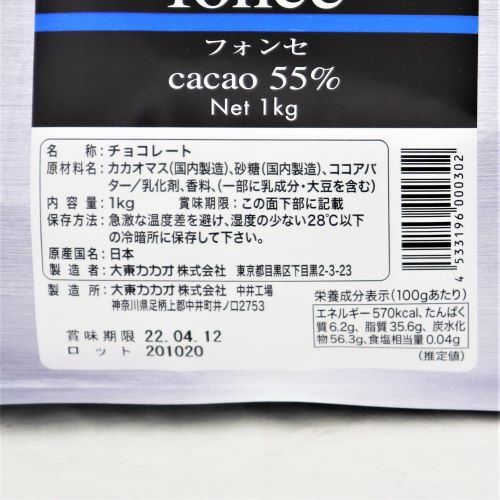 フォンセ
cacao 55%
Net 1kg
名 称:チョコレート
原材料名:カカオマス(国内製造)、砂糖(国内製造)、ココアバ
ター/乳化剤、香料、(一部に乳成分・大豆を含む)
内 容 量:1kg 賞味期限:この面下部に記載
保存方法:急激な温度差を避け、湿度の少ない28℃以下
の冷暗所に保存して下さい。
原産国名:日本
製 造 者:大東カカオ株式会社 東京都目黒区下目黒2-3-23
製 造 所:大東カカオ株式会社 中井工場
神奈川県足柄上郡中井町井ノ口2753
賞味期限 22.04.12
ロット 201020
4 533196 000302
栄養成分表示(100gあたり)
エネルギー570kcal、たんぱく
質6.2g、脂質35.6g、炭水化
物56.3g、食塩相当量0.04g
(推定値)